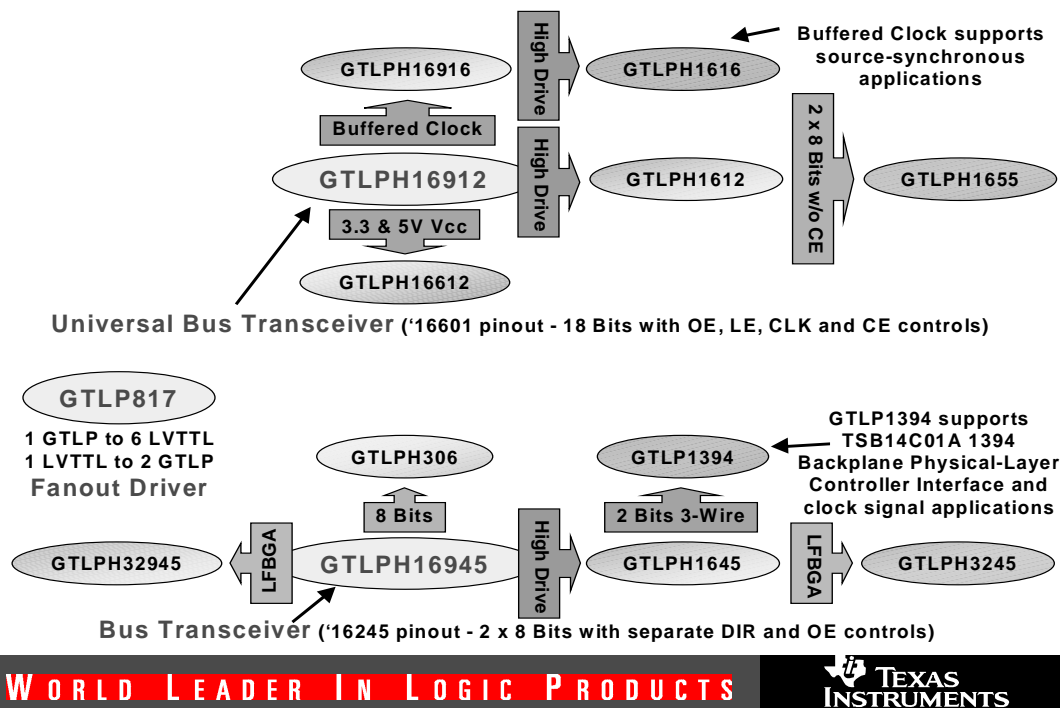 GTLPH16916
High Drive
GTLPH1616
Buffered Clock supports
source-synchronous
applications
Buffered Clock
GTLPH16912
High Drive
GTLPH1612
2 x 8 Bits w/o CE
GTLPH1655
3.3 & 5V Vcc
GTLPH16612
Universal Bus Transceiver (‘16601 pinout - 18 Bits with OE, LE, CLK and CE controls)
GTLP817
1 GTLP to 6 LVTTL
1 LVTTL to 2 GTLP
Fanout Driver
GTLPH306
GTLP1394
GTLP1394 supports
TSB14C01A 1394
Backplane Physical-Layer
Controller Interface and
clock signal applications
8 Bits
2 Bits 3-Wire
GTLPH32945
LFBGA
GTLPH16945
High Drive
GTLPH1645
LFBGA
GTLPH3245
Bus Transceiver (‘16245 pinout - 2 x 8 Bits with separate DIR and OE controls)
WORLD LEADER IN LOGIC PRODUCTS
TEXAS
INSTRUMENTS